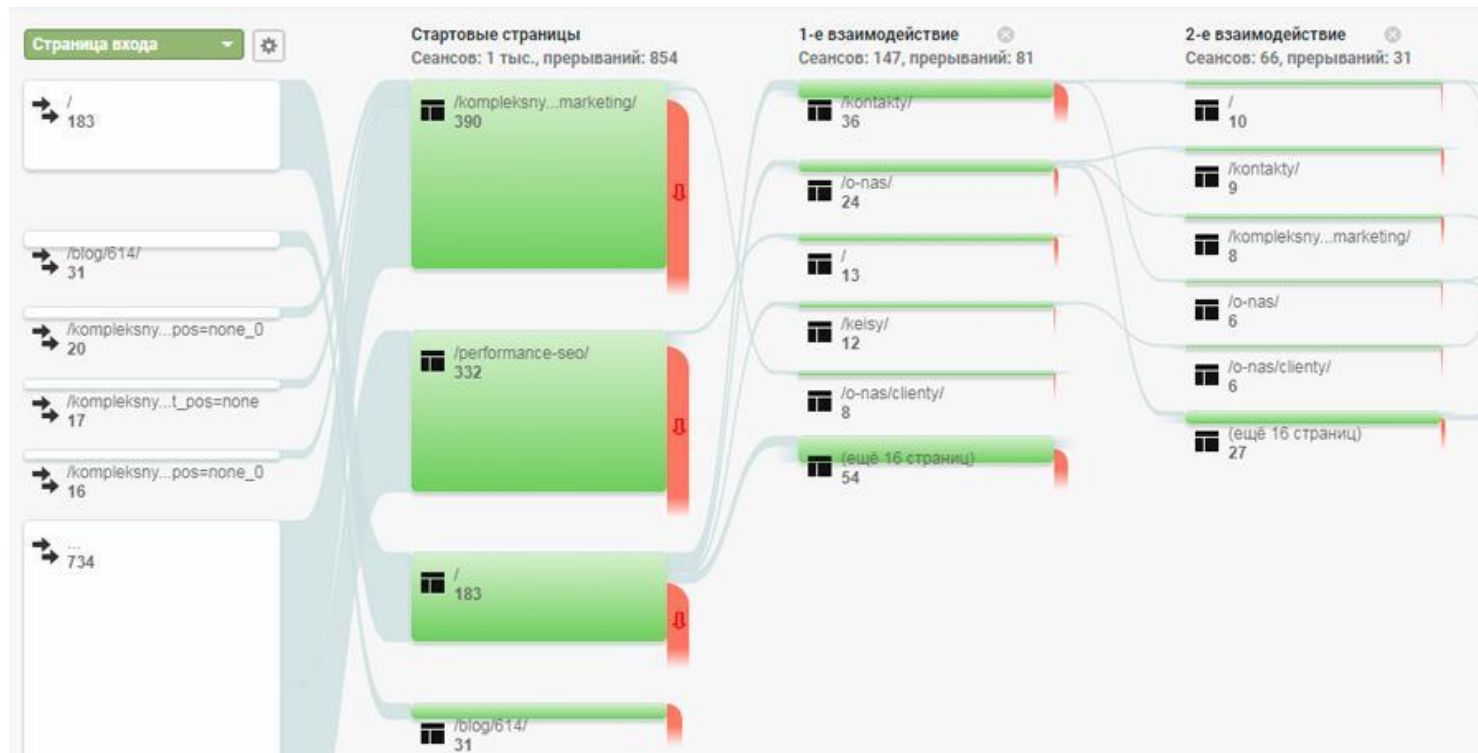 Страница входа
/
183
/blog/614/
31
/kompleksny...pos=none_0
20
/kompleksny...t_pos=none
17
/kompleksny...pos=none_0
16
...
734
Стартовые страницы
Сеансов: 1 тыс., прерываний: 854
/kompleksny...marketing/
390
/performance-seo/
332
/
183
/blog/614/
31
1-е взаимодействие
Сеансов: 147, прерываний: 81
/kontakty/
36
/o-nas/
24
/
13
/keisy/
12
/o-nas/clienty/
8
(ещё 16 страниц)
54
2-е взаимодействие
Сеансов: 66, прерываний: 31
/
10
/kontakty/
9
/kompleksny...marketing/
8
/o-nas/
6
/o-nas/clienty/
6
(ещё 16 страниц)
27